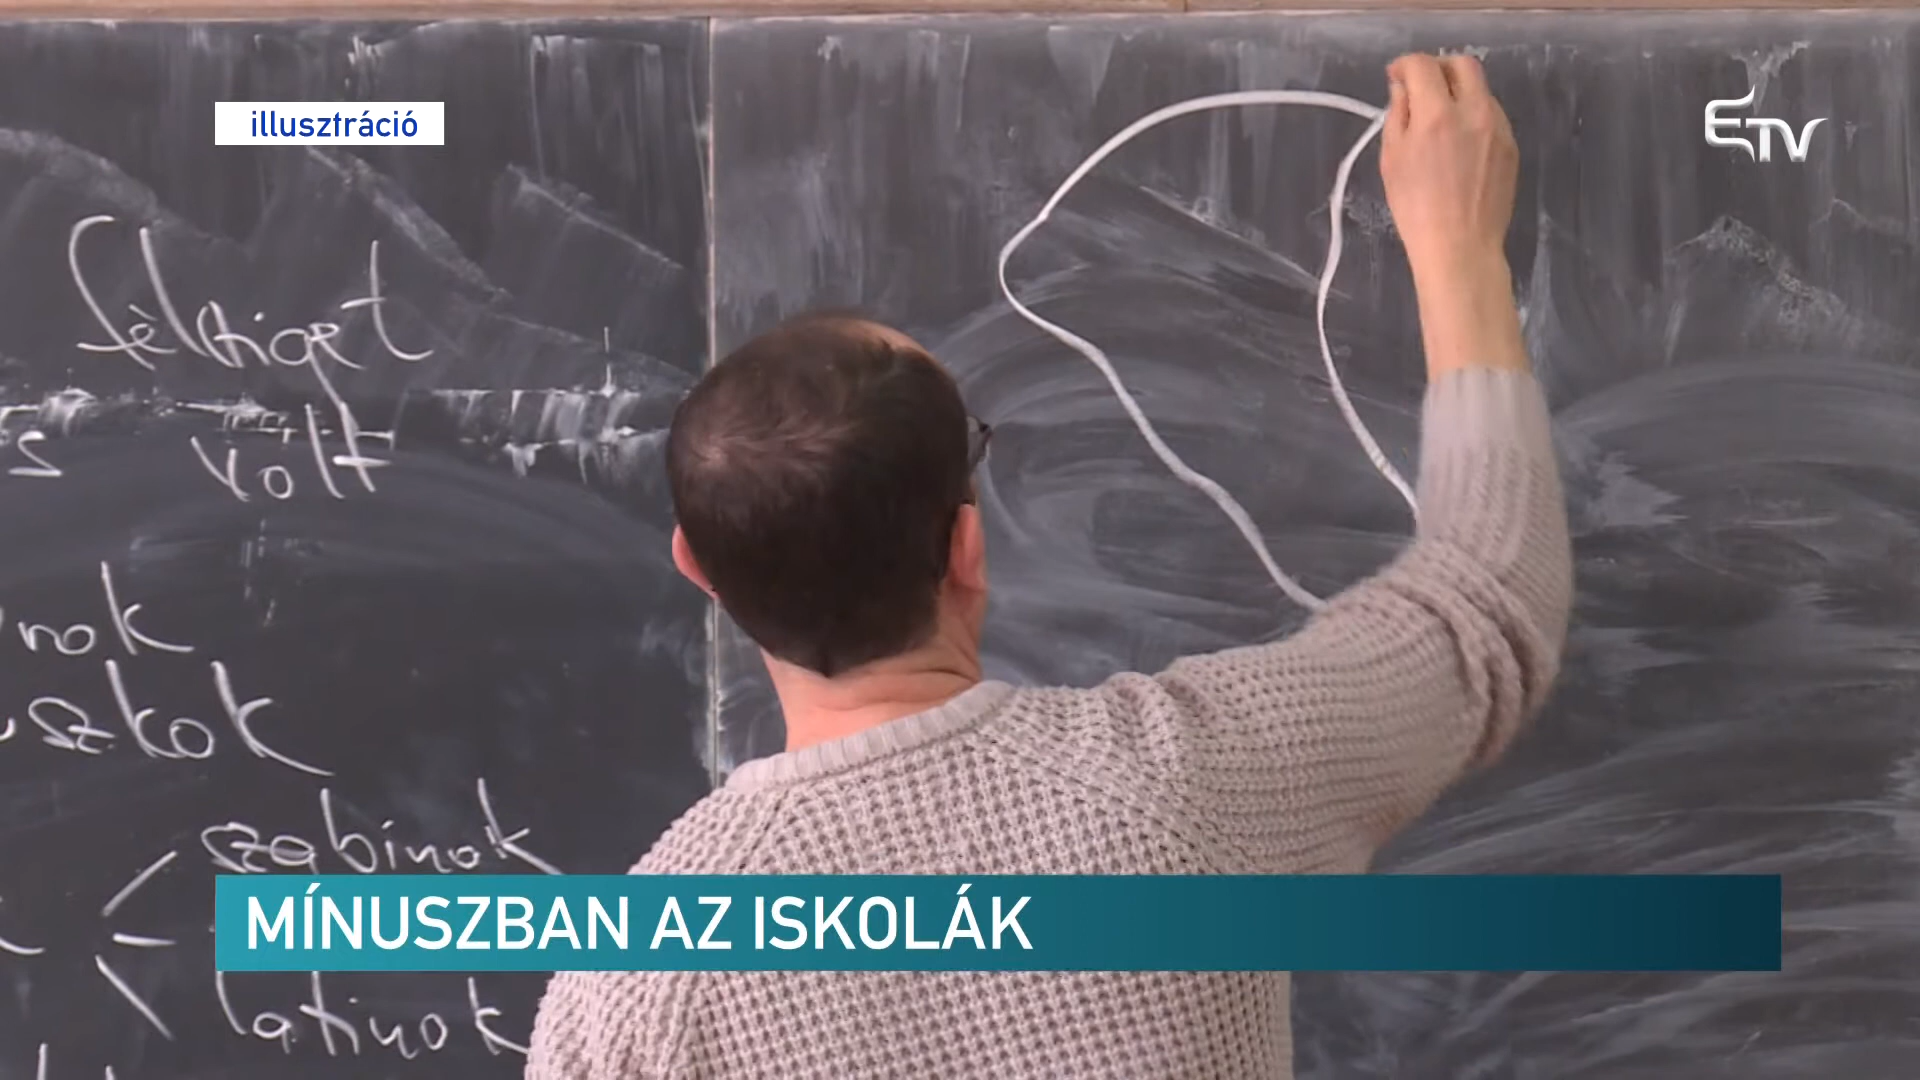 illusztráció
ETV
félsziget
s volt
nok
szkok
szabinok
MÍNUSZBAN AZ ISKOLÁK
latinok